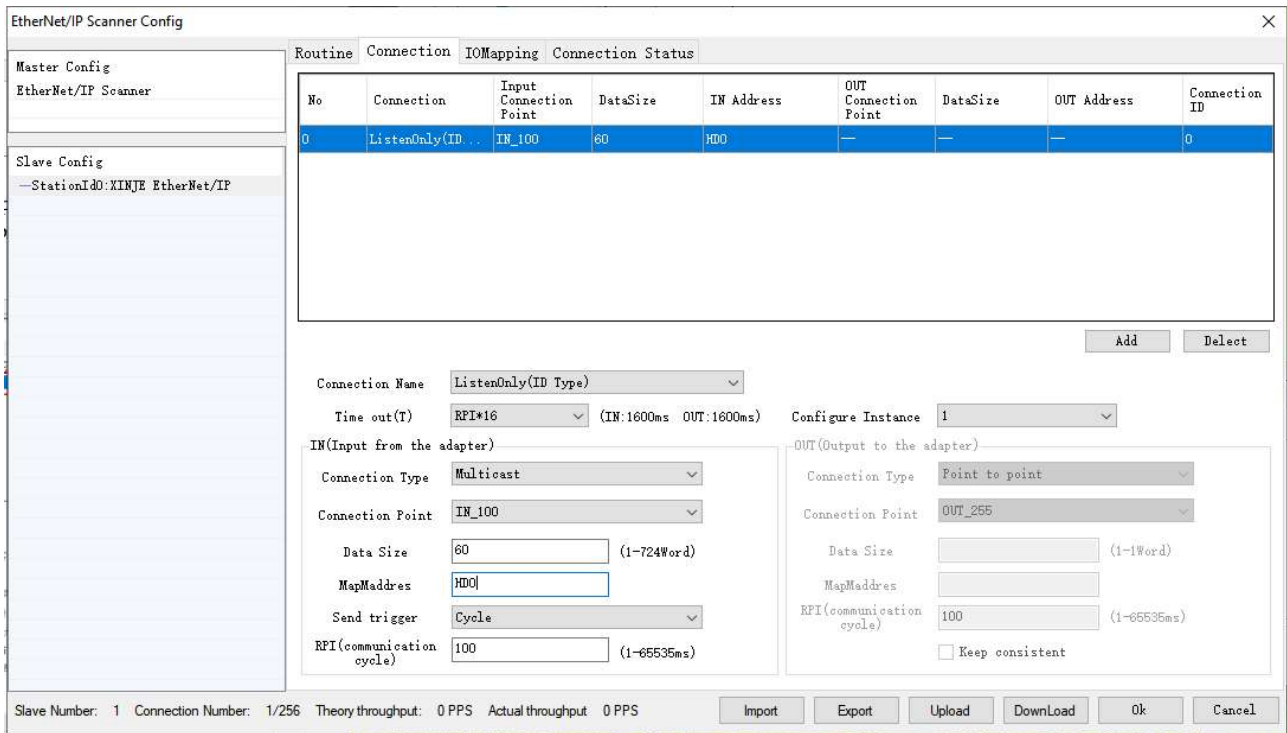 EtherNet/IP Scanner Config
Master Config
EtherNet/IP Scanner
Slave Config
StationId0:XINJE EtherNet/IP
Routine Connection IOMapping Connection Status
No Connection Input Connection Point DataSize IN Address OUT Connection Point DataSize OUT Address Connection ID
0 ListenOnly(ID... IN_100 60 HD0 — — — 0
Add Delect
Connection Name ListenOnly(ID Type)
Time out(T) RPI*16 (IN:1600ms OUT:1600ms) Configure Instance 1
IN(Input from the adapter)
Connection Type Multicast
Connection Point IN_100
Data Size 60 (1-724Word)
MapMaddres HD0
Send trigger Cycle
RPI(communication cycle) 100 (1-65535ms)
OUT(Output to the adapter)
Connection Type Point to point
Connection Point OUT_255
Data Size (1-1Word)
MapMaddres
RPI(communication cycle) 100 (1-65535ms)
Keep consistent
Slave Number: 1 Connection Number: 1/256 Theory throughput: 0 PPS Actual throughput 0 PPS Import Export Upload DownLoad Ok Cancel